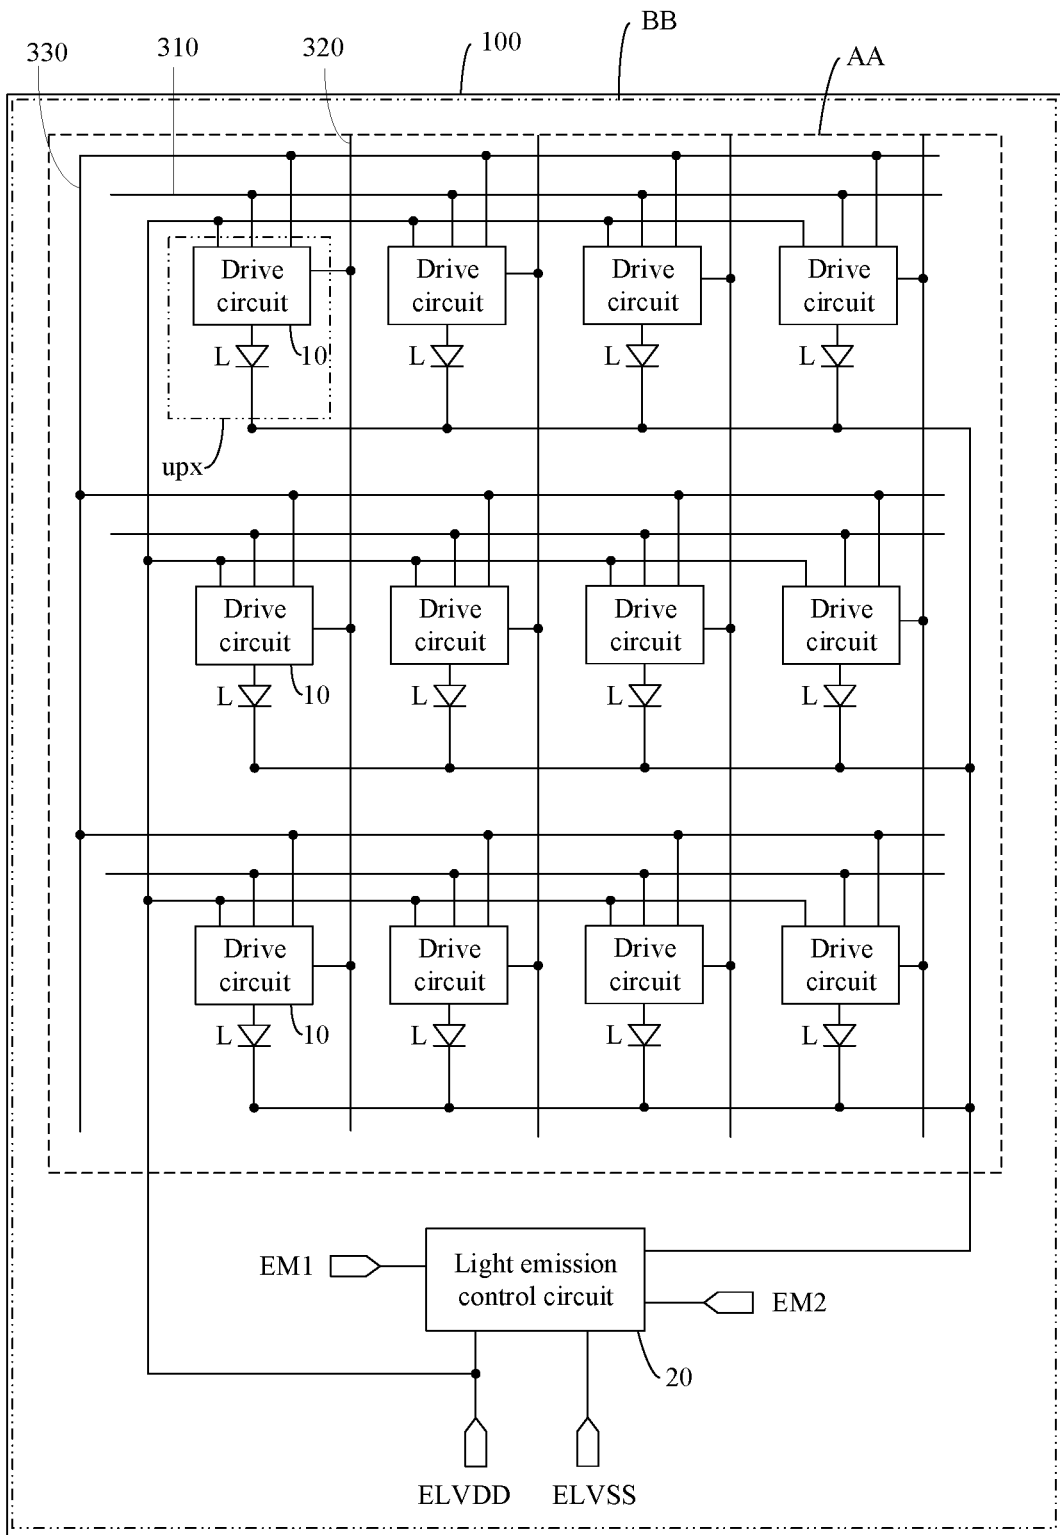 BB
100
330
310
320
AA
Drive circuit
Drive circuit
Drive circuit
Drive circuit
L
10
L
L
L
upx
Drive circuit
Drive circuit
Drive circuit
Drive circuit
L
10
L
L
L
Drive circuit
Drive circuit
Drive circuit
Drive circuit
L
10
L
L
L
EM1
Light emission
control circuit
EM2
20
ELVDD
ELVSS